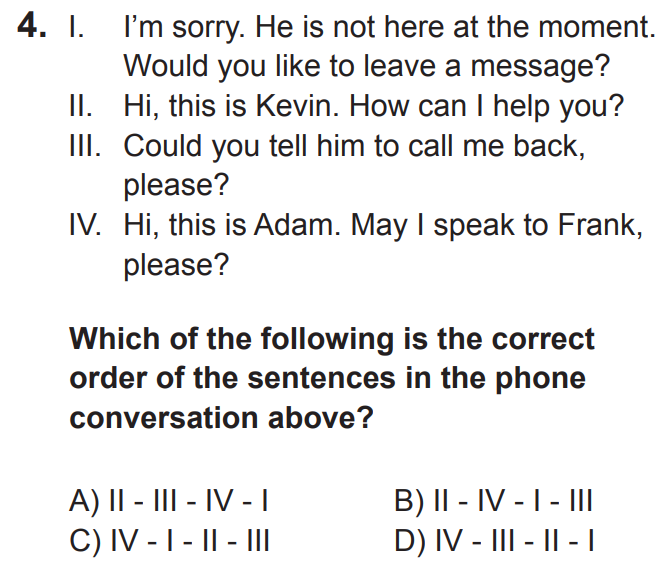 4. I. I'm sorry. He is not here at the moment.
Would you like to leave a message?
II. Hi, this is Kevin. How can I help you?
III. Could you tell him to call me back,
please?
IV. Hi, this is Adam. May I speak to Frank,
please?
Which of the following is the correct
order of the sentences in the phone
conversation above?
A) II - III - IV - I B) II - IV - I - III
C) IV - I - II - III D) IV - III - II - I